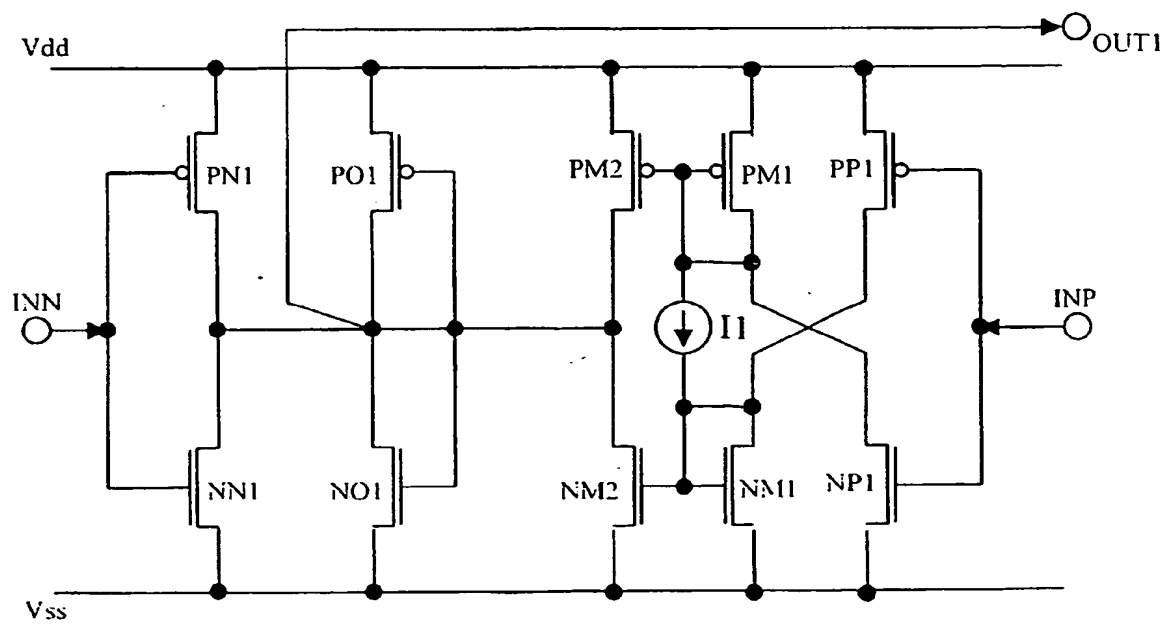 OUT1
Vdd
PN1
PO1
PM2
PM1
PP1
INN
I1
INP
NN1
NO1
NM2
NM1
NP1
Vss